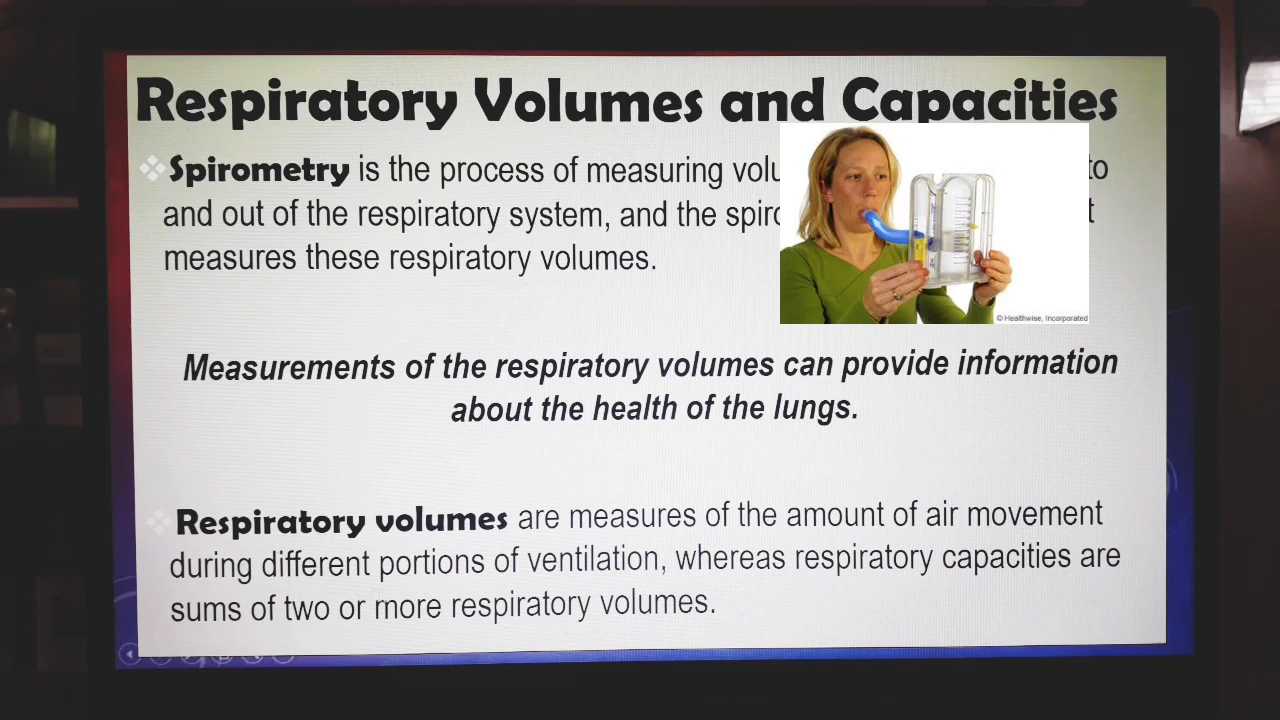 Respiratory Volumes and Capacities
Spirometry is the process of measuring to
and out of the respiratory system, and the
measures these respiratory volumes.
© Healthwise, Incorporated
Measurements of the respiratory volumes can provide information
about the health of the lungs.
Respiratory volumes are measures of the amount of air movement
during different portions of ventilation, whereas respiratory capacities are
sums of two or more respiratory volumes.